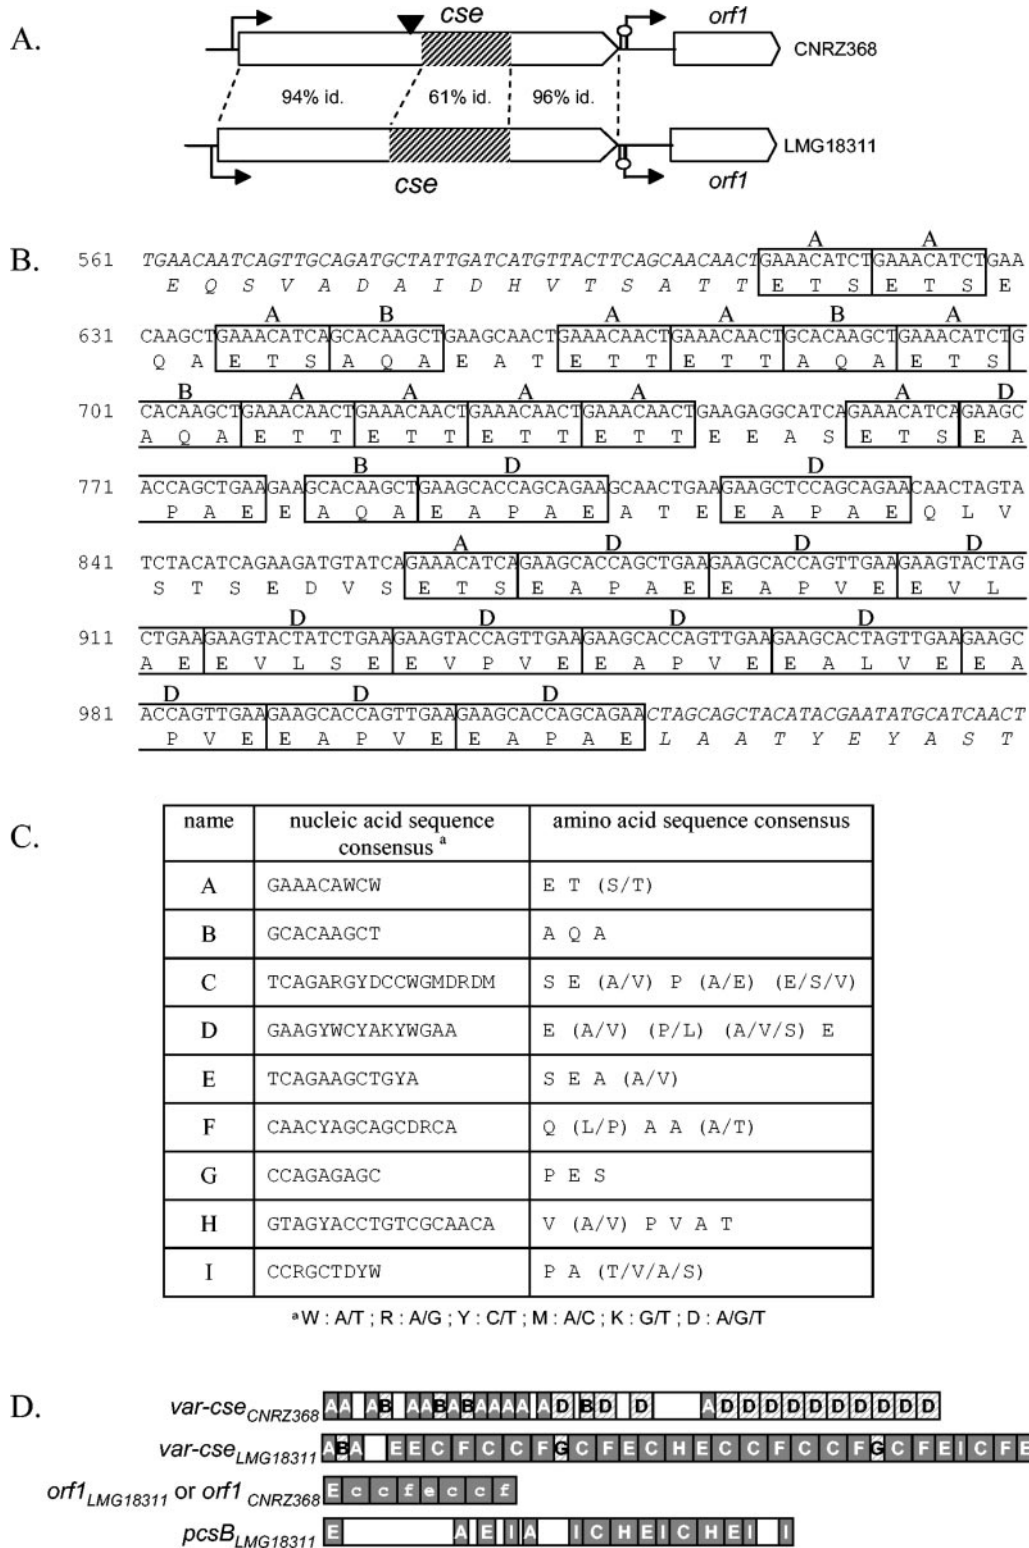 A.
cse orf1
CNRZ368
94% id. 61% id. 96% id.
LMG18311
cse orf1
B.
A A
561 TGAACAATCAGTTGCAGATGCTATTGATCATGTTACTTCAGCAACAACTGAAACATCTGAAACATCTGAA
E Q S V A D A I D H V T S A T T E T S E T S E
A B A A B A
631 CAAGCTGAAACATCAGCACAAGCTGAAGCAACTGAAACAACTGAAACAACTGCACAAGCTGAAACATCTG
Q A E T S A Q A E A T E T T E T T A Q A E T S
B A A A A A D
701 CACAAGCTGAAACAACTGAAACAACTGAAACAACTGAAACAACTGAAGAGGCATCAGAAACATCAGAAGC
A Q A E T T E T T E T T E T T E E A S E T S E A
B D D
771 ACCAGCTGAAGAAGCACAAGCTGAAGCACCAGCAGAAGCAACTGAAGAAGCTCCAGCAGAACAACTAGTA
P A E E A Q A E A P A E A T E E A P A E Q L V
A D D D
841 TCTACATCAGAAGATGTATCAGAAACATCAGAAGCACCAGCTGAAGAAGCACCAGTTGAAGAAGTACTAG
S T S E D V S E T S E A P A E E A P V E E V L
D D D D
911 CTGAAGAAGTACTATCTGAAGAAGTACCAGTTGAAGAAGCACCAGTTGAAGAAGCACTAGTTGAAGAAGC
A E E V L S E E V P V E E A P V E E A L V E E A
D D D
981 ACCAGTTGAAGAAGCACCAGTTGAAGAAGCACCAGCAGAACTAGCAGCTACATACGAATATGCATCAACT
P V E E A P V E E A P A E L A A T Y E Y A S T
C.
name nucleic acid sequence consensus a amino acid sequence consensus
A GAAACAWCW E T (S/T)
B GCACAAGCT A Q A
C TCAGARGYDCCWGMDRDM S E (A/V) P (A/E) (E/S/V)
D GAAGYWCYAKYWGAA E (A/V) (P/L) (A/V/S) E
E TCAGAAGCTGYA S E A (A/V)
F CAACYAGCAGCDRCA Q (L/P) A A (A/T)
G CCAGAGAGC P E S
H GTAGYACCTGTCGCAACA V (A/V) P V A T
I CCRGCTDYW P A (T/V/A/S)
a W : A/T ; R : A/G ; Y : C/T ; M : A/C ; K : G/T ; D : A/G/T
D.
var-cseCNRZ368 A A A B A A B A B A A A A A D B D D A D D D D D D D D D D
var-cseLMG18311 A B A E E C F C C F G C F E C H E C C F C C F G C F E I C F E
orf1LMG18311 or orf1 CNRZ368 E c c f e c c f
pcsBLMG18311 E A E I A I C H E I C H E I I